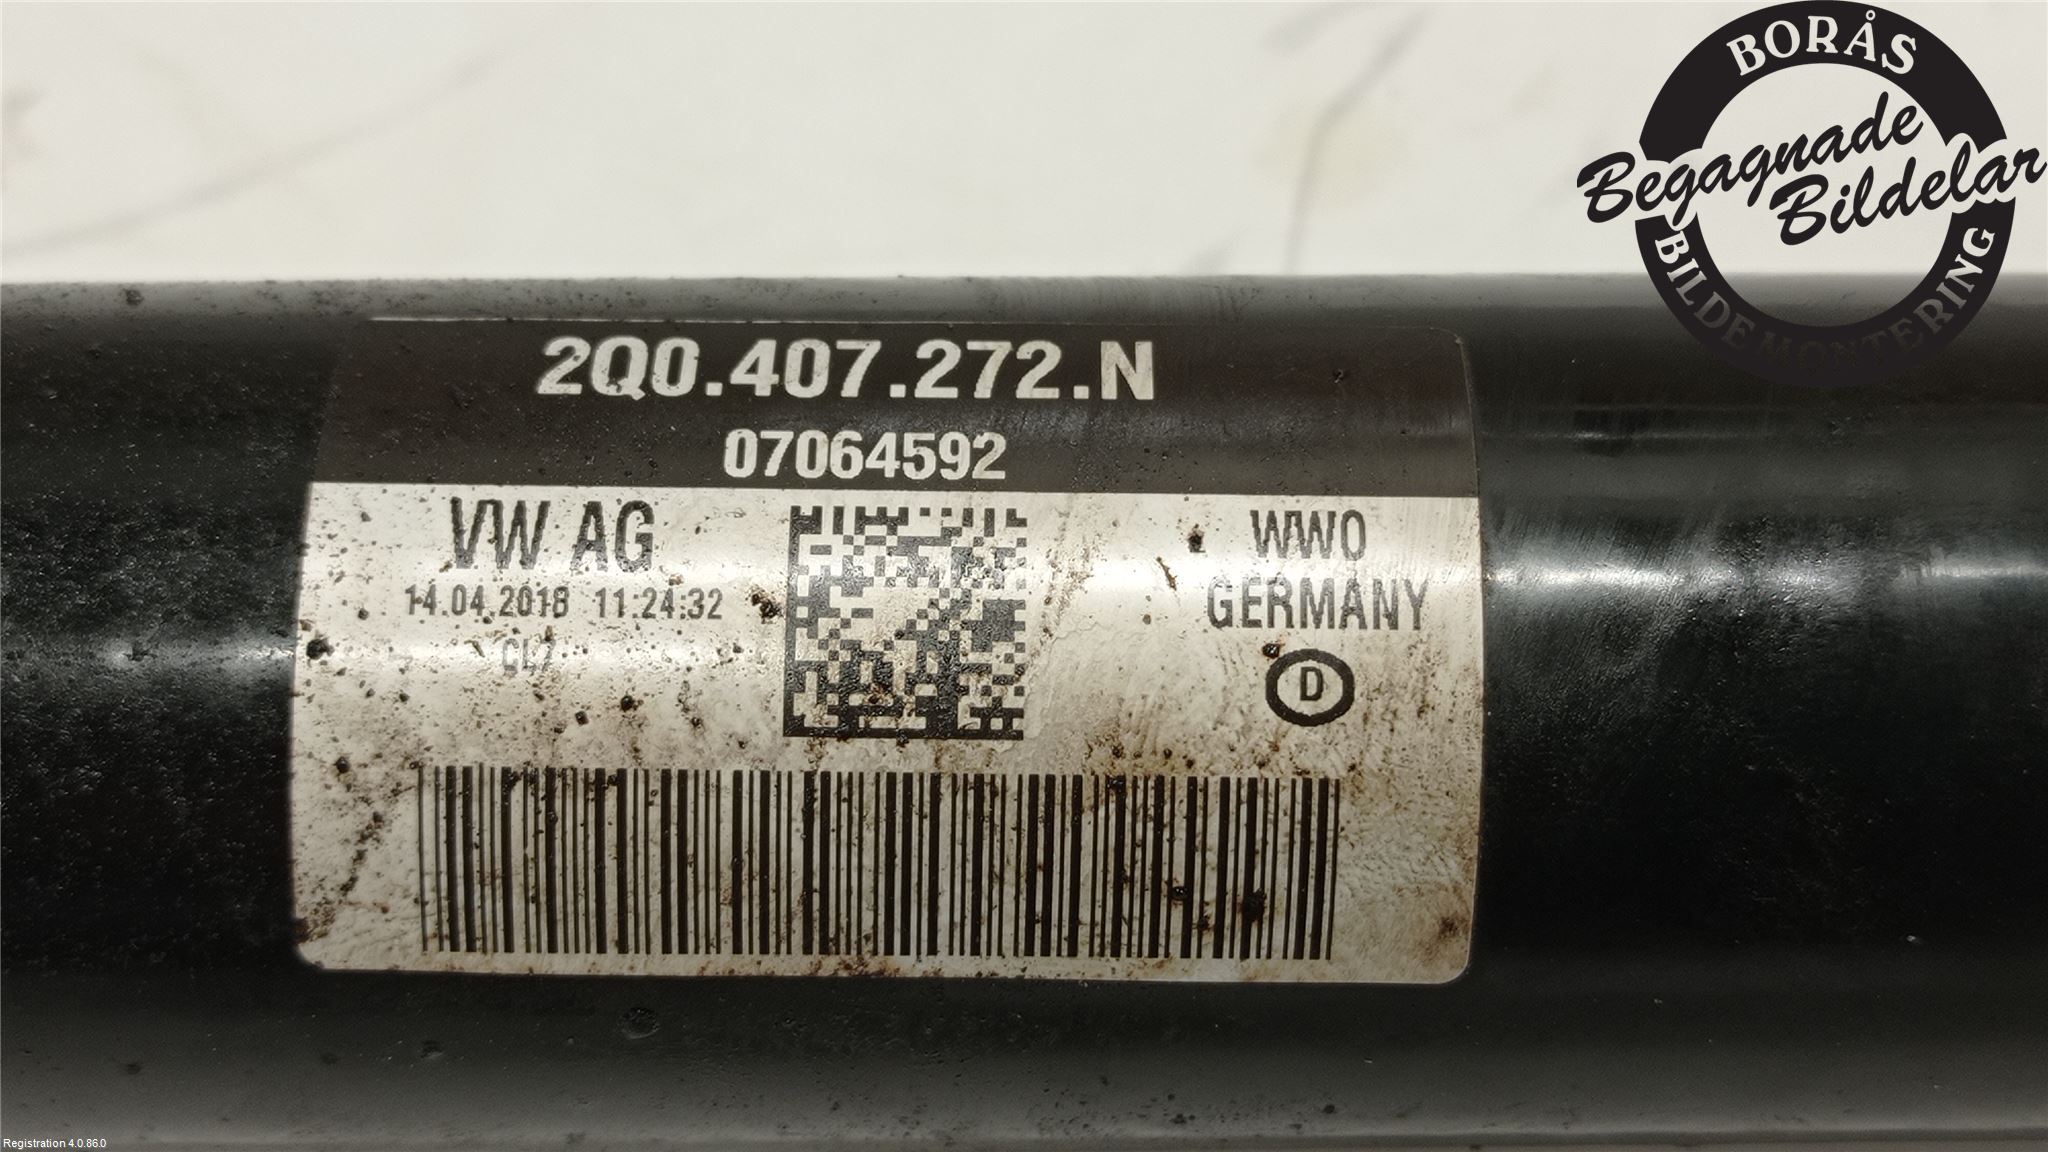 BORÅS
Begagnade
Bildelar
BILDEMONTERING
2Q0.407.272.N
07064592
VW AG
14.04.2018 11:24:32
WWO
GERMANY
D
Registration 4.0.86.0